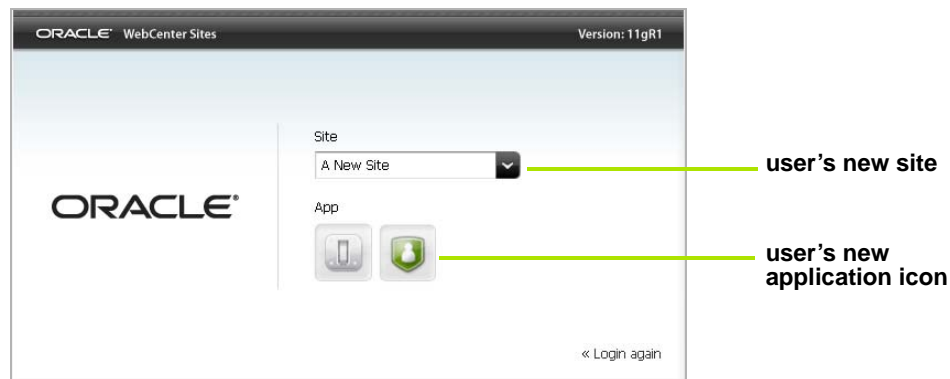 ORACLE® WebCenter Sites
Version: 11gR1
Site
A New Site
user's new site
ORACLE®
App
user's new
application icon
« Login again